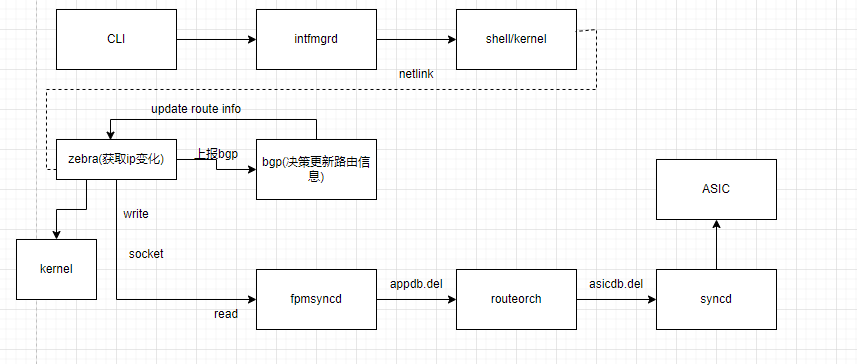 CLI
intfmgrd
shell/kernel
netlink
update route info
zebra(获取ip变化)
上报bgp
bgp(决策更新路由信
息)
ASIC
write
kernel
socket
fpmsyncd
appdb.del
routeorch
asicdb.del
syncd
read